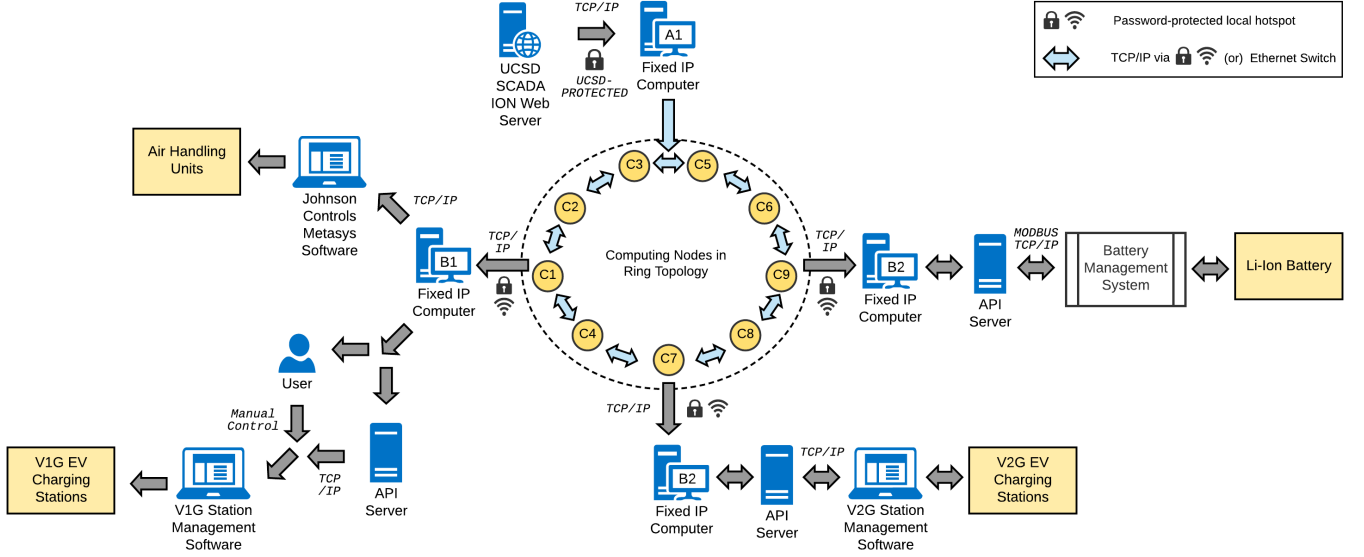 TCP/IP
UCSD-
PROTECTED
UCSD
SCADA
ION Web
Server
A1
Fixed IP
Computer
Password-protected local hotspot
TCP/IP via
(or) Ethernet Switch
Air Handling
Units
Johnson
Controls
Metasys
Software
TCP/IP
B1
Fixed IP
Computer
TCP/
IP
C3
C5
C2
C6
C1
C9
C4
C8
C7
Computing Nodes in
Ring Topology
TCP/
IP
B2
Fixed IP
Computer
API
Server
MODBUS
TCP/IP
Battery
Management
System
Li-Ion Battery
User
Manual
Control
TCP
/IP
API
Server
V1G EV
Charging
Stations
V1G Station
Management
Software
TCP/IP
B2
Fixed IP
Computer
API
Server
TCP/IP
V2G Station
Management
Software
V2G EV
Charging
Stations